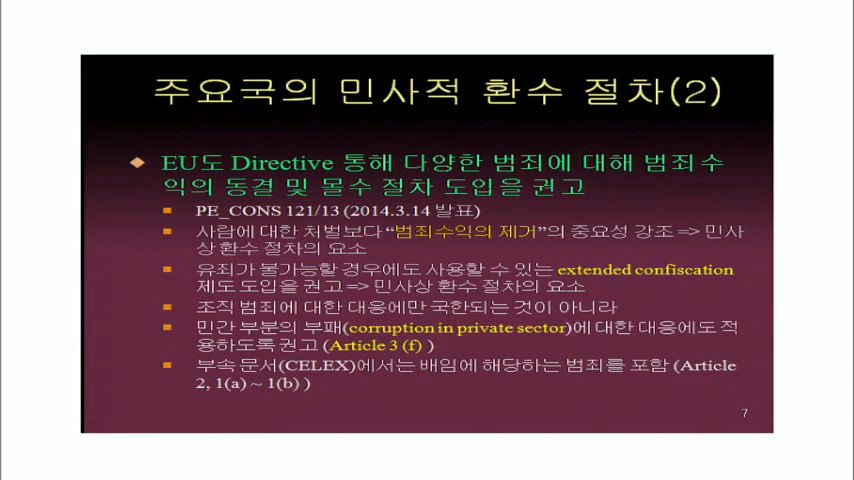 주요국의 민사적 환수 절차(2)
EU도 Directive 통해 다양한 범죄에 대해 범죄수
익의 동결 및 몰수 절차 도입을 권고
PE_CONS 121/13 (2014.3.14 발표)
사람에 대한 처벌보다 “범죄수익의 제거”의 중요성 강조 => 민사
상 환수 절차의 요소
유죄가 불가능할 경우에도 사용할 수 있는 extended confiscation
제도 도입을 권고 => 민사상 환수 절차의 요소
조직 범죄에 대한 대응에만 국한되는 것이 아니라
민간 부분의 부패(corruption in private sector)에 대한 대응에도 적
용하도록 권고 (Article 3 (f) )
부속 문서(CELEX)에서는 배임에 해당하는 범죄를 포함 (Article
2, 1(a) ~ 1(b) )
7